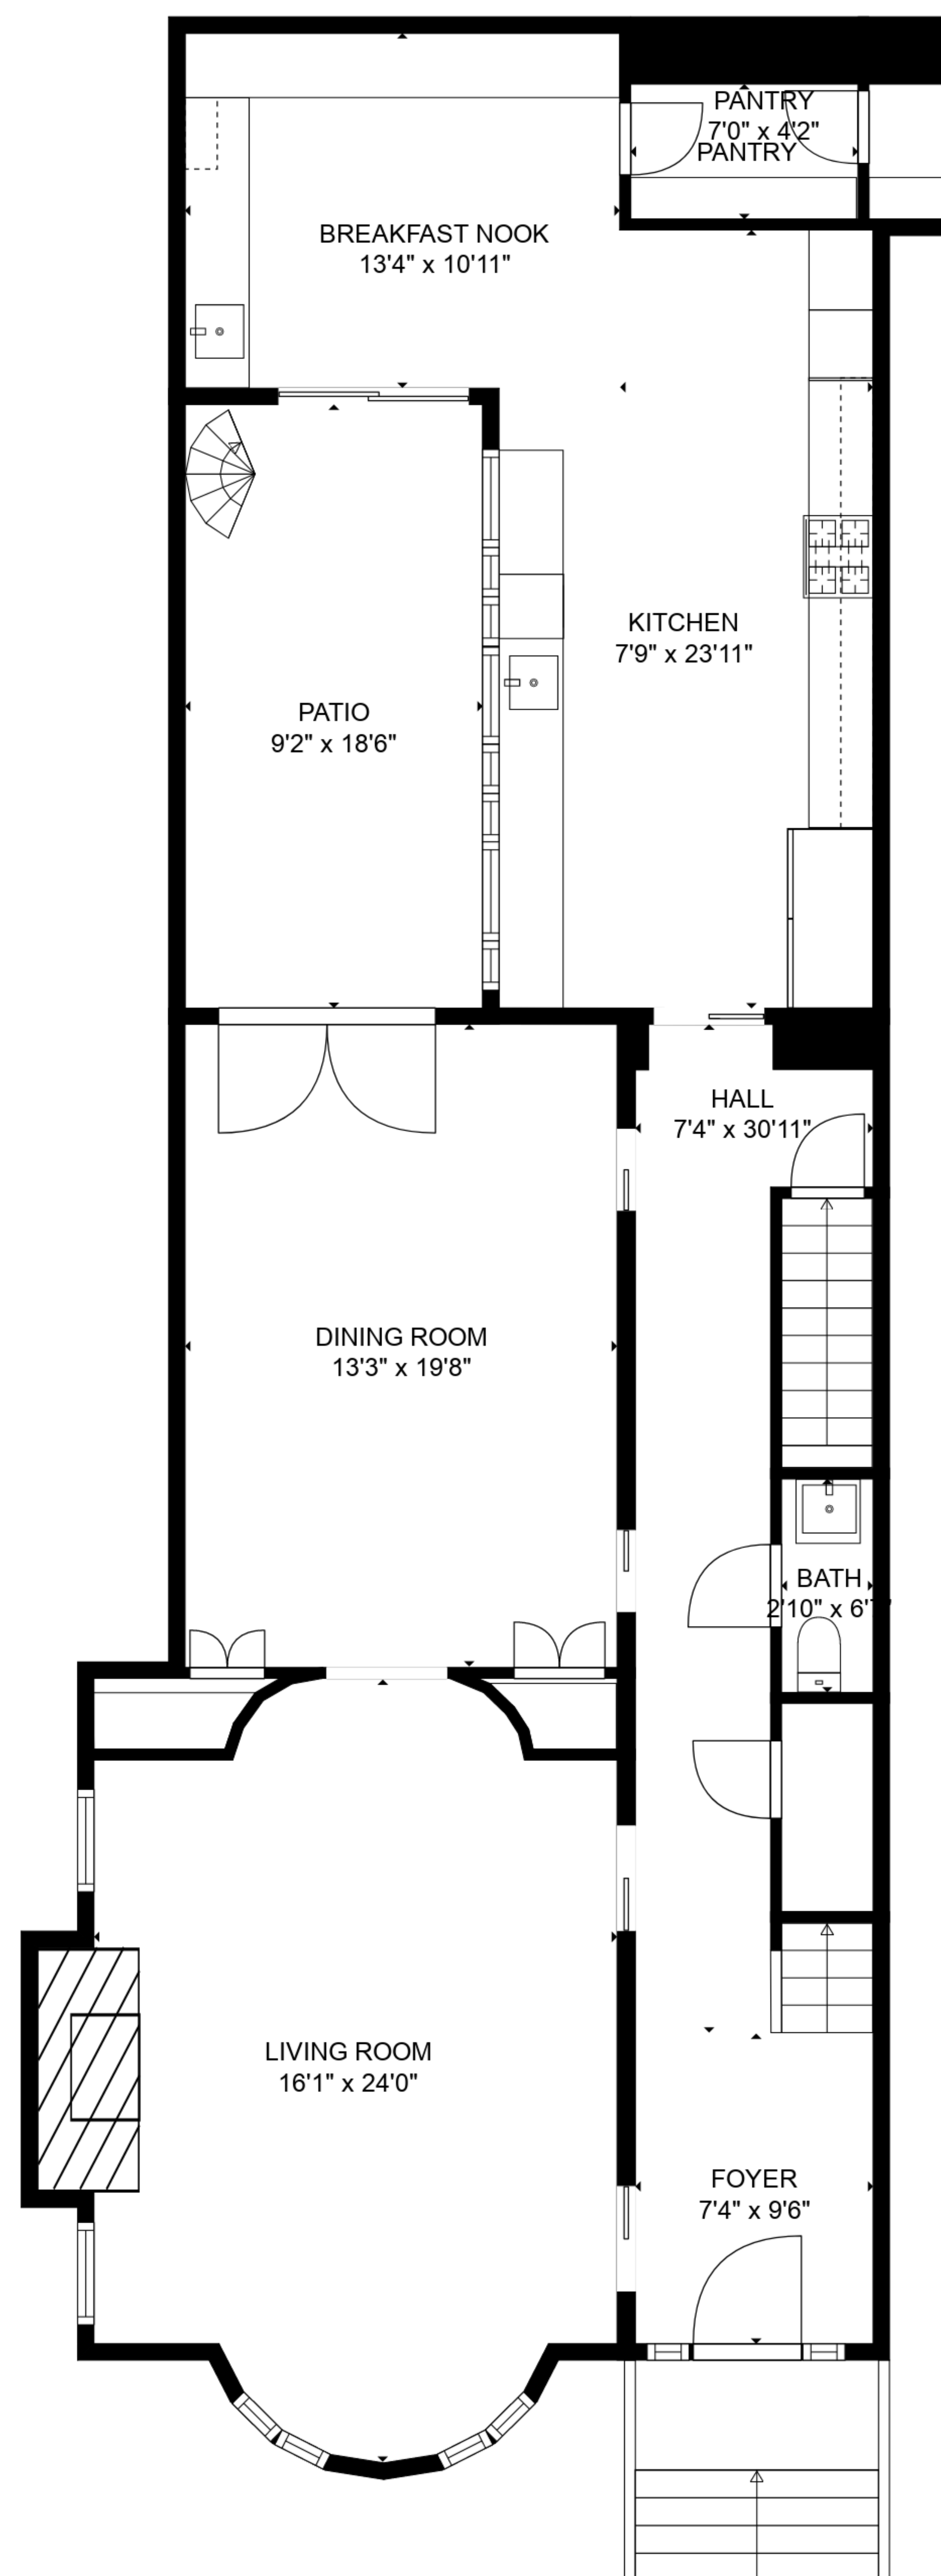 PANTRY
7'0" x 4'2"
PANTRY
BREAKFAST NOOK
13'4" x 10'11"
KITCHEN
7'9" x 23'11"
PATIO
9'2" x 18'6"
HALL
7'4" x 30'11"
DINING ROOM
13'3" x 19'8"
BATH
2'10" x
LIVING ROOM
16'1" x 24'0"
FOYER
7'4" x 9'6"